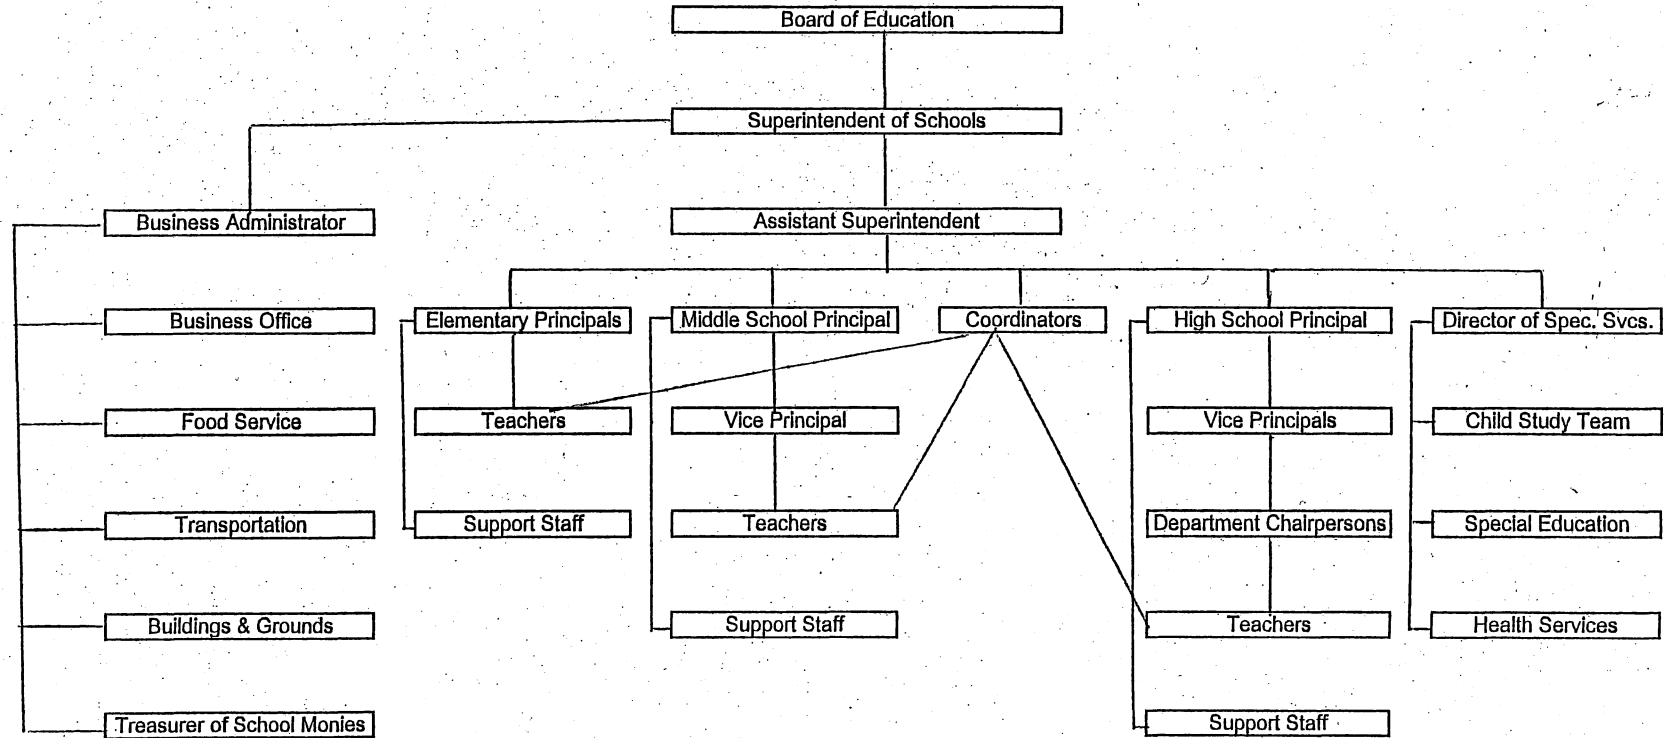 Board of Education
Superintendent of Schools
Business Administrator
Assistant Superintendent
Business Office
Elementary Principals
Middle School Principal
Coordinators
High School Principal
Director of Spec. Svcs.
Food Service
Teachers
Vice Principal
Vice Principals
Child Study Team
Transportation
Support Staff
Teachers
Department Chairpersons
Special Education
Buildings & Grounds
Support Staff
Teachers
Health Services
Treasurer of School Monies
Support Staff